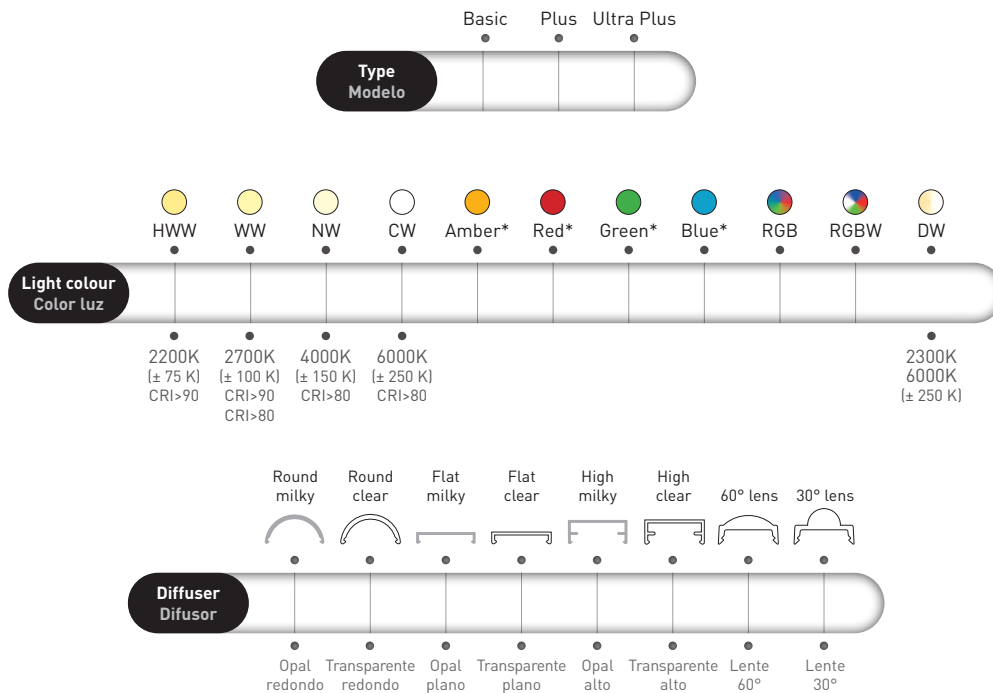 Basic Plus Ultra Plus
Type
Modelo
HWW WW NW CW Amber* Red* Green* Blue* RGB RGBW DW
Light colour
Color luz
2200K 2700K 4000K 6000K 2300K
(± 75 K) (± 100 K) (± 150 K) (± 250 K) 6000K
CRI>90 CRI>90 CRI>80 CRI>80 (± 250 K)
CRI>80
Round Round Flat Flat High High
milky clear milky clear milky clear 60° lens 30° lens
Diffuser
Difusor
Opal Transparente Opal Transparente Opal Transparente Lente Lente
redondo redondo plano plano alto alto 60° 30°